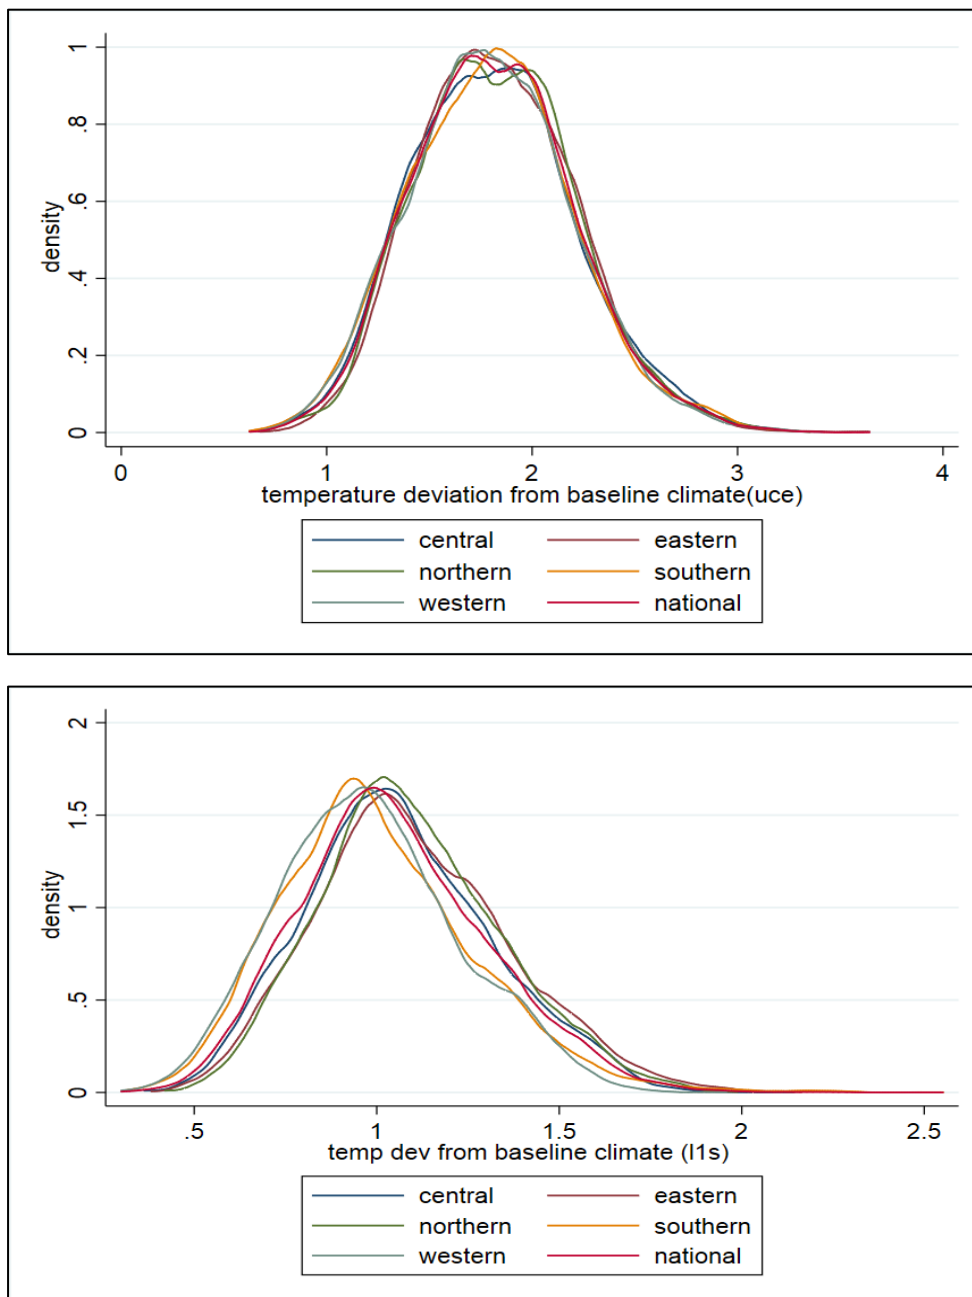 1
.8
.6
.4
.2
0
density
0 1 2 3 4
temperature deviation from baseline climate(uce)
central eastern
northern southern
western national
2
1.5
1
.5
0
density
.5 1 1.5 2 2.5
temp dev from baseline climate (l1s)
central eastern
northern southern
western national